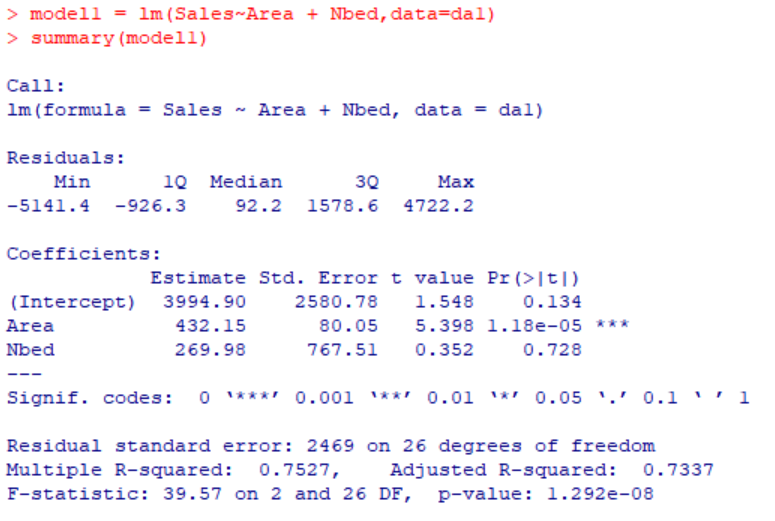 > model1 = lm(Sales~Area + Nbed,data=da1)
> summary(model1)
Call:
lm(formula = Sales ~ Area + Nbed, data = da1)
Residuals:
    Min      1Q  Median      3Q     Max
-5141.4  -926.3    92.2  1578.6  4722.2
Coefficients:
            Estimate Std. Error t value Pr(>|t|)
(Intercept)  3994.90    2580.78   1.548    0.134
Area          432.15      80.05   5.398 1.18e-05 ***
Nbed          269.98     767.51   0.352    0.728
---
Signif. codes:  0 ‘***’ 0.001 ‘**’ 0.01 ‘*’ 0.05 ‘.’ 0.1 ‘ ’ 1
Residual standard error: 2469 on 26 degrees of freedom
Multiple R-squared:  0.7527,    Adjusted R-squared:  0.7337
F-statistic: 39.57 on 2 and 26 DF,  p-value: 1.292e-08